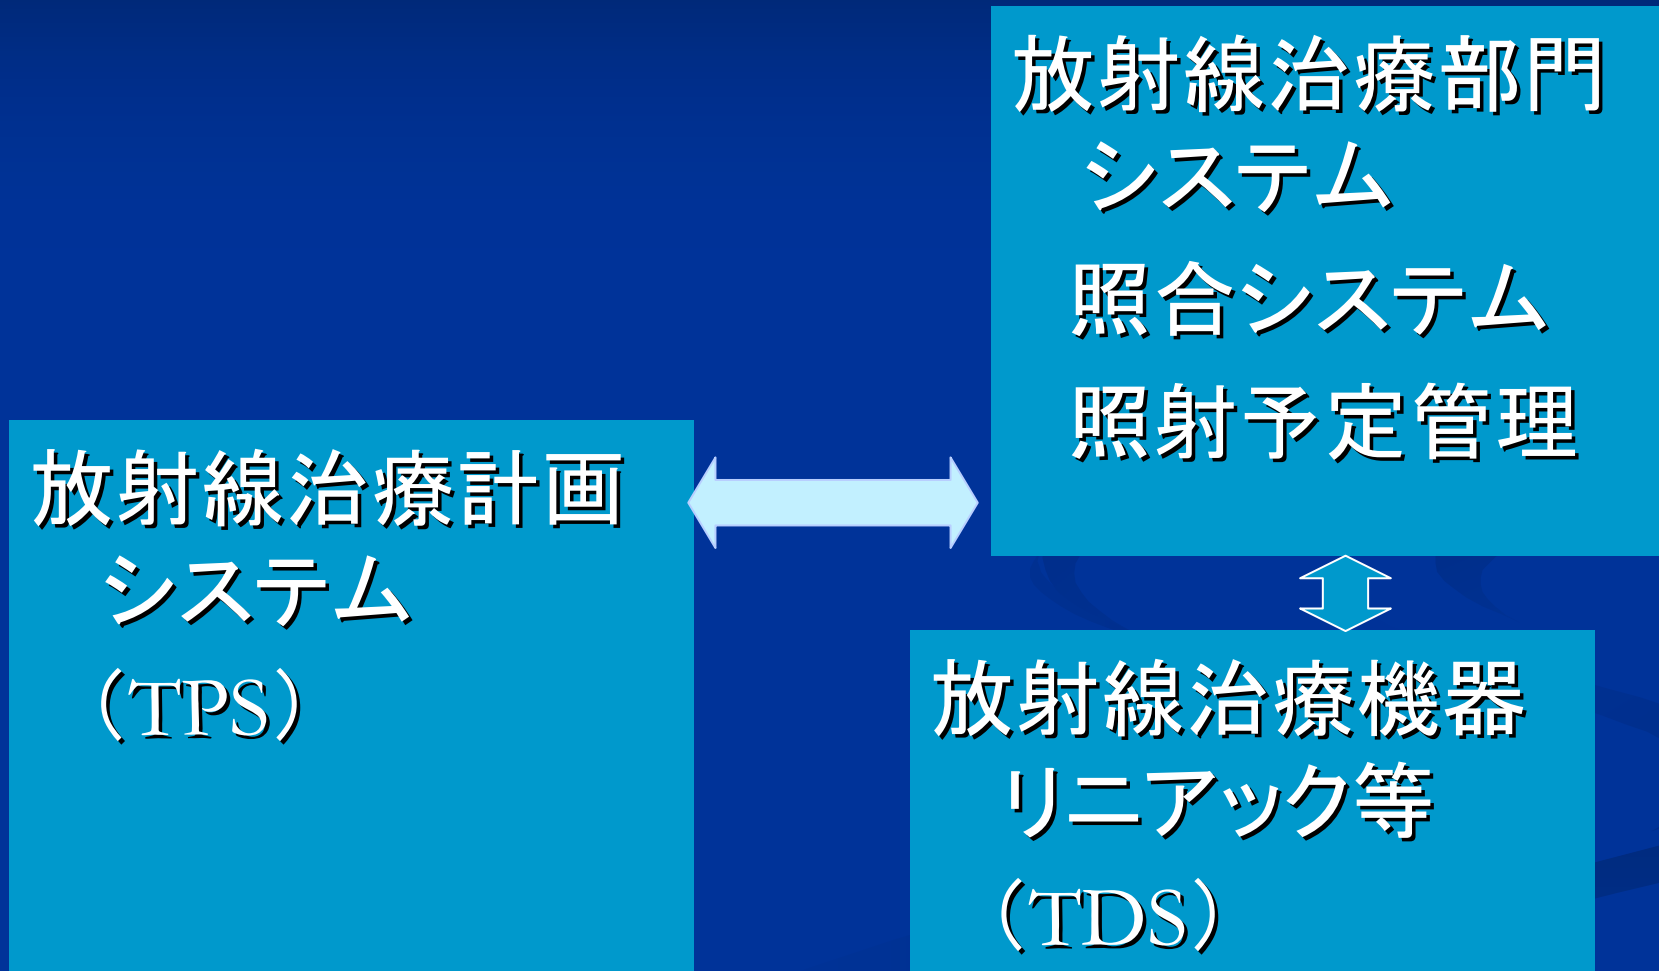 放射線治療部門
システム
照合システム
照射予定管理
放射線治療計画
システム
（TPS）
放射線治療機器
リニアック等
（TDS）